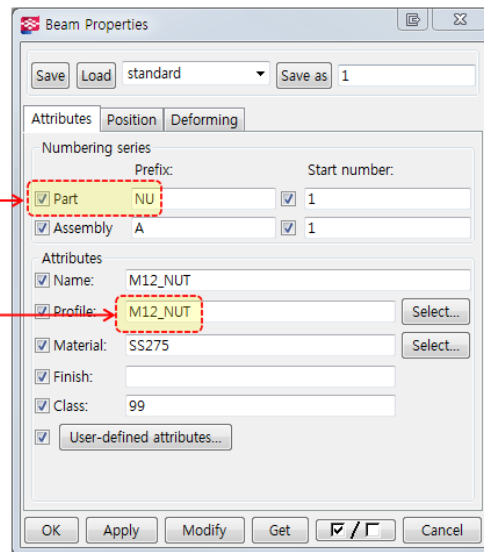 Beam Properties
Save Load standard Save as 1
Attributes Position Deforming
Numbering series
Prefix: Start number:
Part NU 1
Assembly A 1
Attributes
Name: M12_NUT
Profile: M12_NUT Select...
Material: SS275 Select...
Finish:
Class: 99
User-defined attributes...
OK Apply Modify Get / Cancel